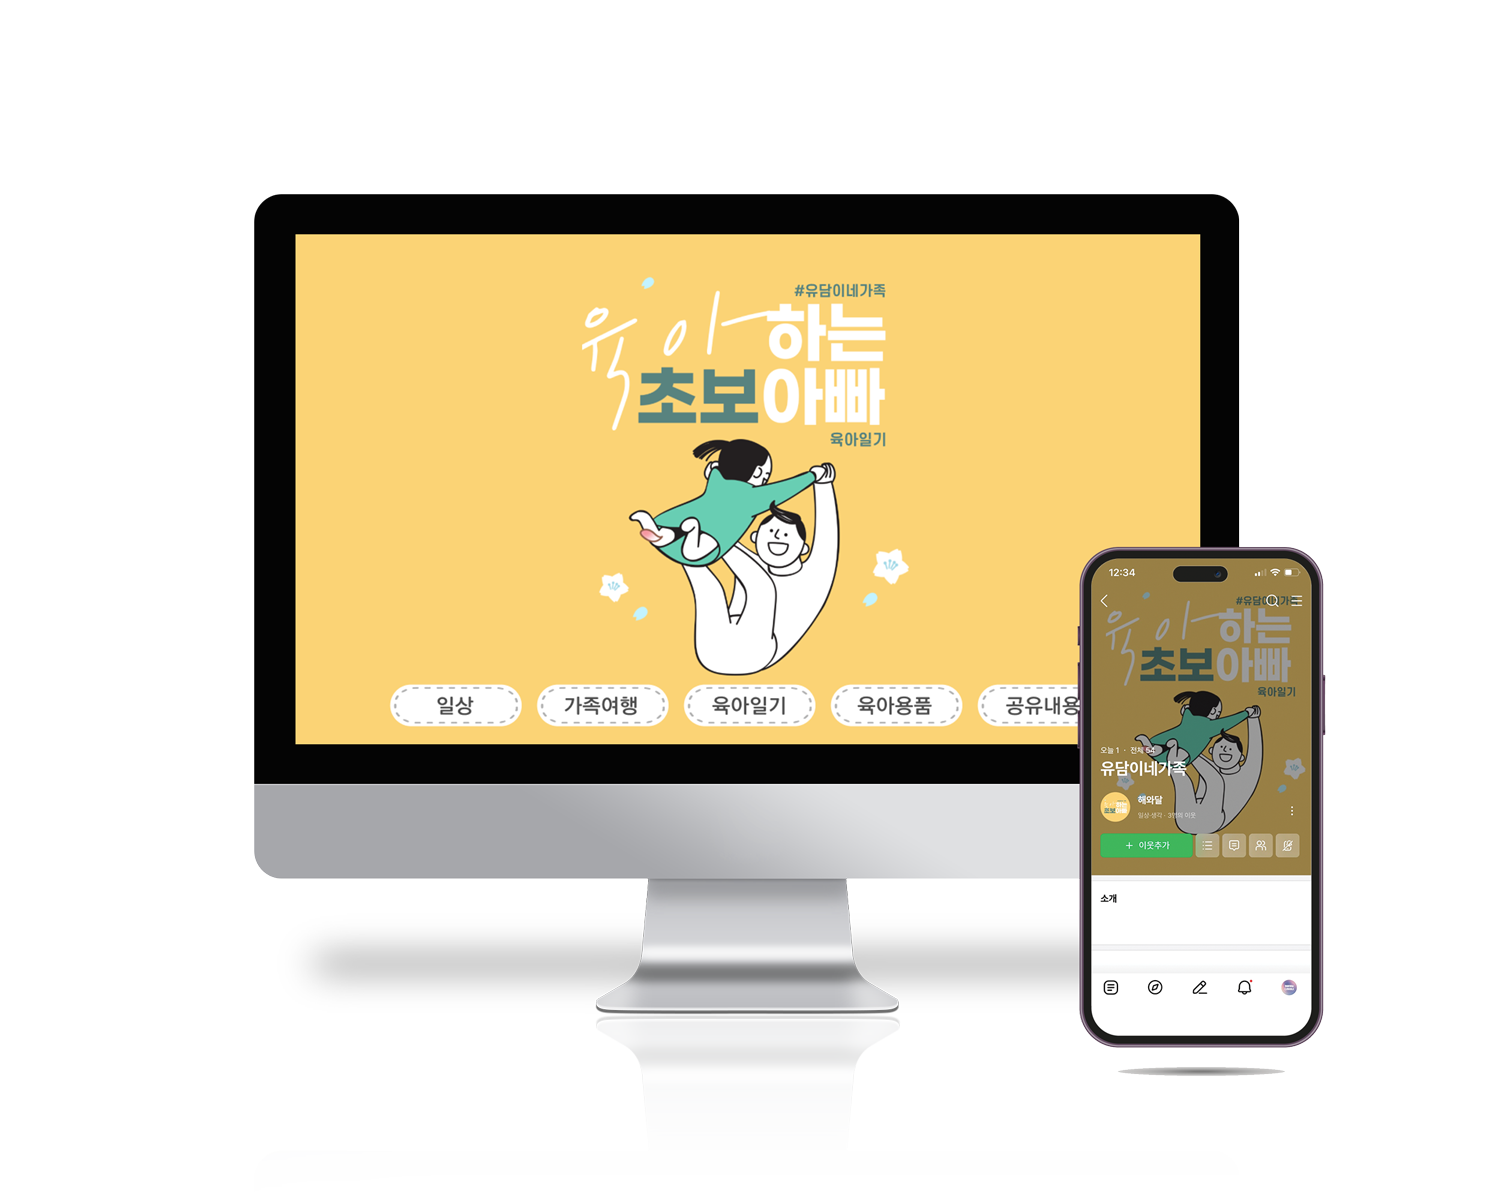 #유담이네가족
육아하는
초보아빠
육아일기
일상
가족여행
육아일기
육아용품
공유내용
12:34
#유담이네가족
육아하는
초보아빠
육아일기
오늘 1 · 전체 54
유담이네가족
해와달
일상·생각 · 3명의 이웃
+ 이웃추가
소개